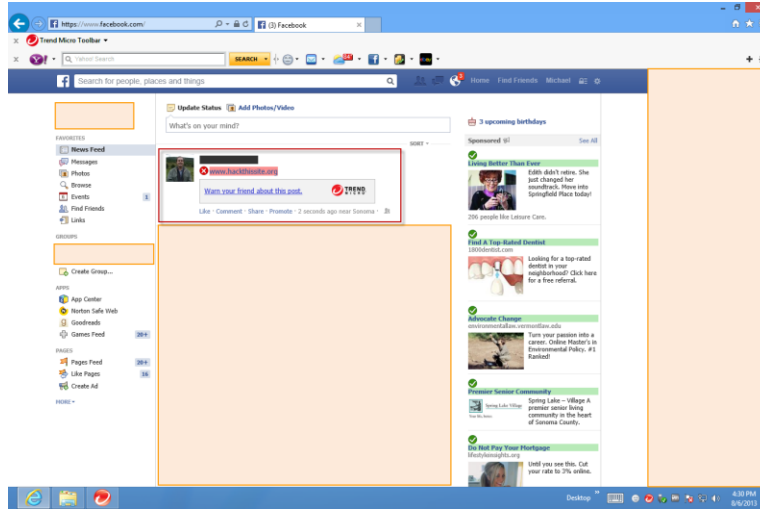 https://www.facebook.com/
(3) Facebook
Trend Micro Toolbar
Yahoo! Search
SEARCH
Search for people, places and things
Home Find Friends Michael
FAVORITES
News Feed
Messages
Photos
Browse
Events 1
Find Friends
Links
GROUPS
Create Group...
APPS
App Center
Norton Safe Web
Goodreads
Games Feed 20+
PAGES
Pages Feed 20+
Like Pages 16
Create Ad
MORE
Update Status Add Photos/Video
What's on your mind?
SORT
www.hackthissite.org
Warn your friend about this post.
TREND MICRO
Like · Comment · Share · Promote · 2 seconds ago near Sonoma ·
3 upcoming birthdays
Sponsored See All
Living Better Than Ever
Edith didn't retire. She
just changed her
soundtrack. Move into
Springfield Place today!
206 people like Leisure Care.
Find A Top-Rated Dentist
1800dentist.com
Looking for a top-rated
dentist in your
neighborhood? Click here
for a free referral.
Advocate Change
environmentallaw.vermontlaw.edu
Turn your passion into a
career. Online Master's in
Environmental Policy. #1
Ranked!
Premier Senior Community
Spring Lake Village
Spring Lake – Village A
premier senior living
community in the heart
of Sonoma County.
Do Not Pay Your Mortgage
lifestyleinsights.org
Until you see this. Cut
your rate to 3% online.
Desktop
4:30 PM
8/6/2013